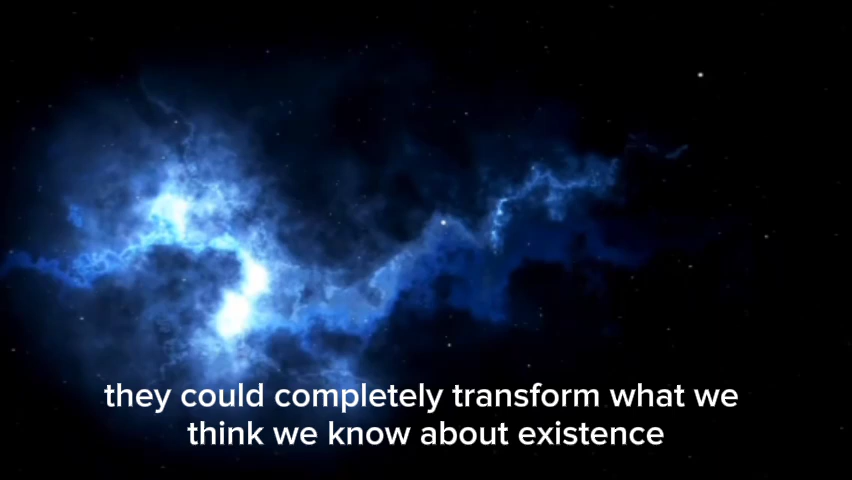 they could completely transform what we
think we know about existence